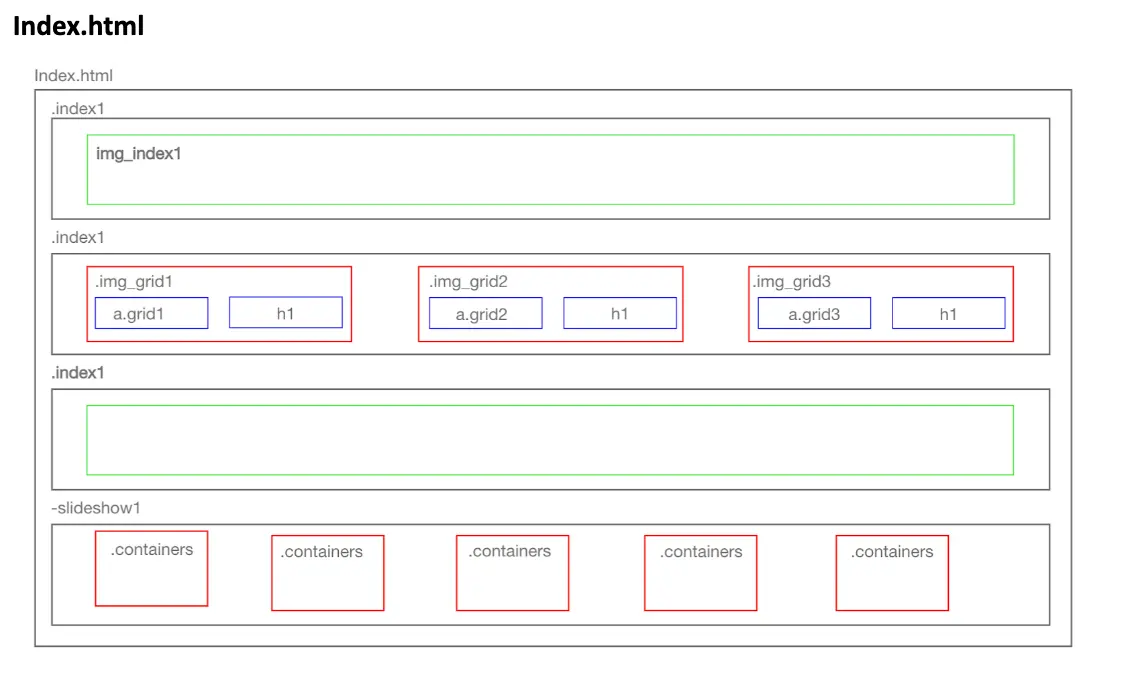 Index.html
Index.html
.index1
img_index1
.index1
.img_grid1 .img_grid2 .img_grid3
a.grid1 h1 a.grid2 h1 a.grid3 h1
.index1
-slideshow1
.containers .containers .containers .containers .containers